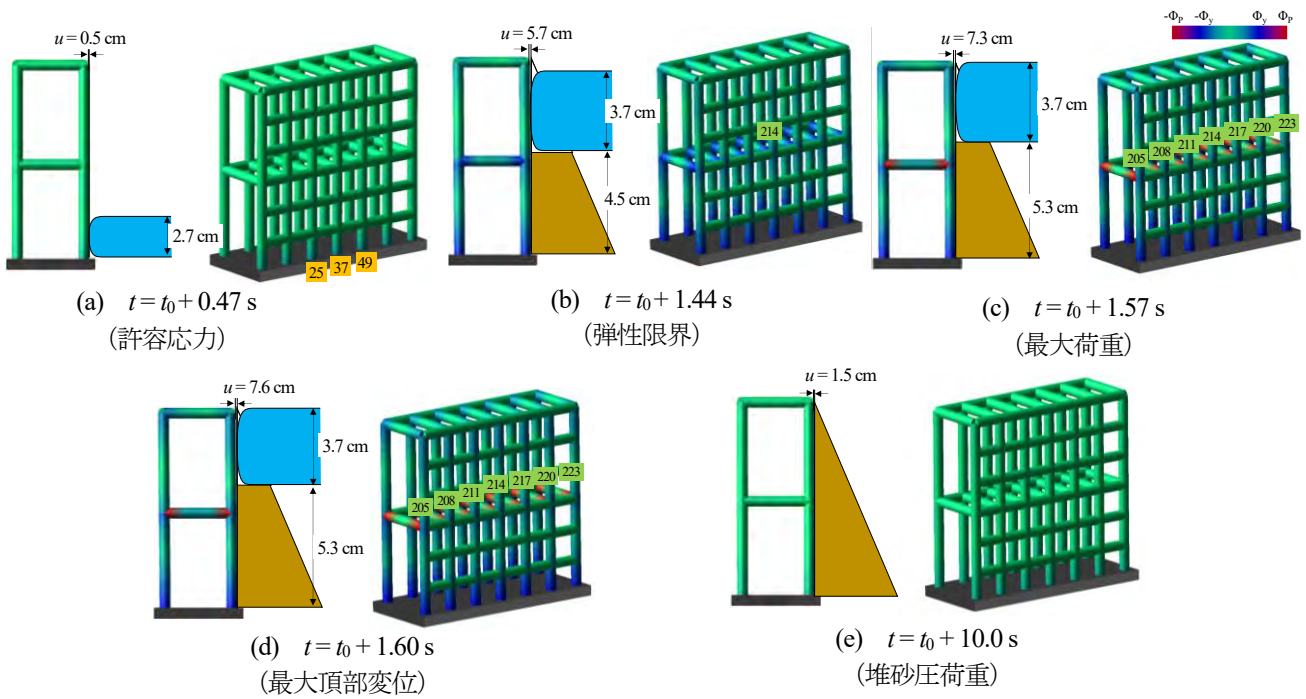 u = 0.5 cm
2.7 cm
25 37 49
(a) t = t0 + 0.47 s
（許容応力）
u = 5.7 cm
3.7 cm
4.5 cm
214
(b) t = t0 + 1.44 s
（弾性限界）
-ΦP -Φy Φy ΦP
u = 7.3 cm
3.7 cm
5.3 cm
205 208 211 214 217 220 223
(c) t = t0 + 1.57 s
（最大荷重）
u = 7.6 cm
3.7 cm
5.3 cm
205 208 211 214 217 220 223
(d) t = t0 + 1.60 s
（最大頂部変位）
u = 1.5 cm
(e) t = t0 + 10.0 s
（堆砂圧荷重）